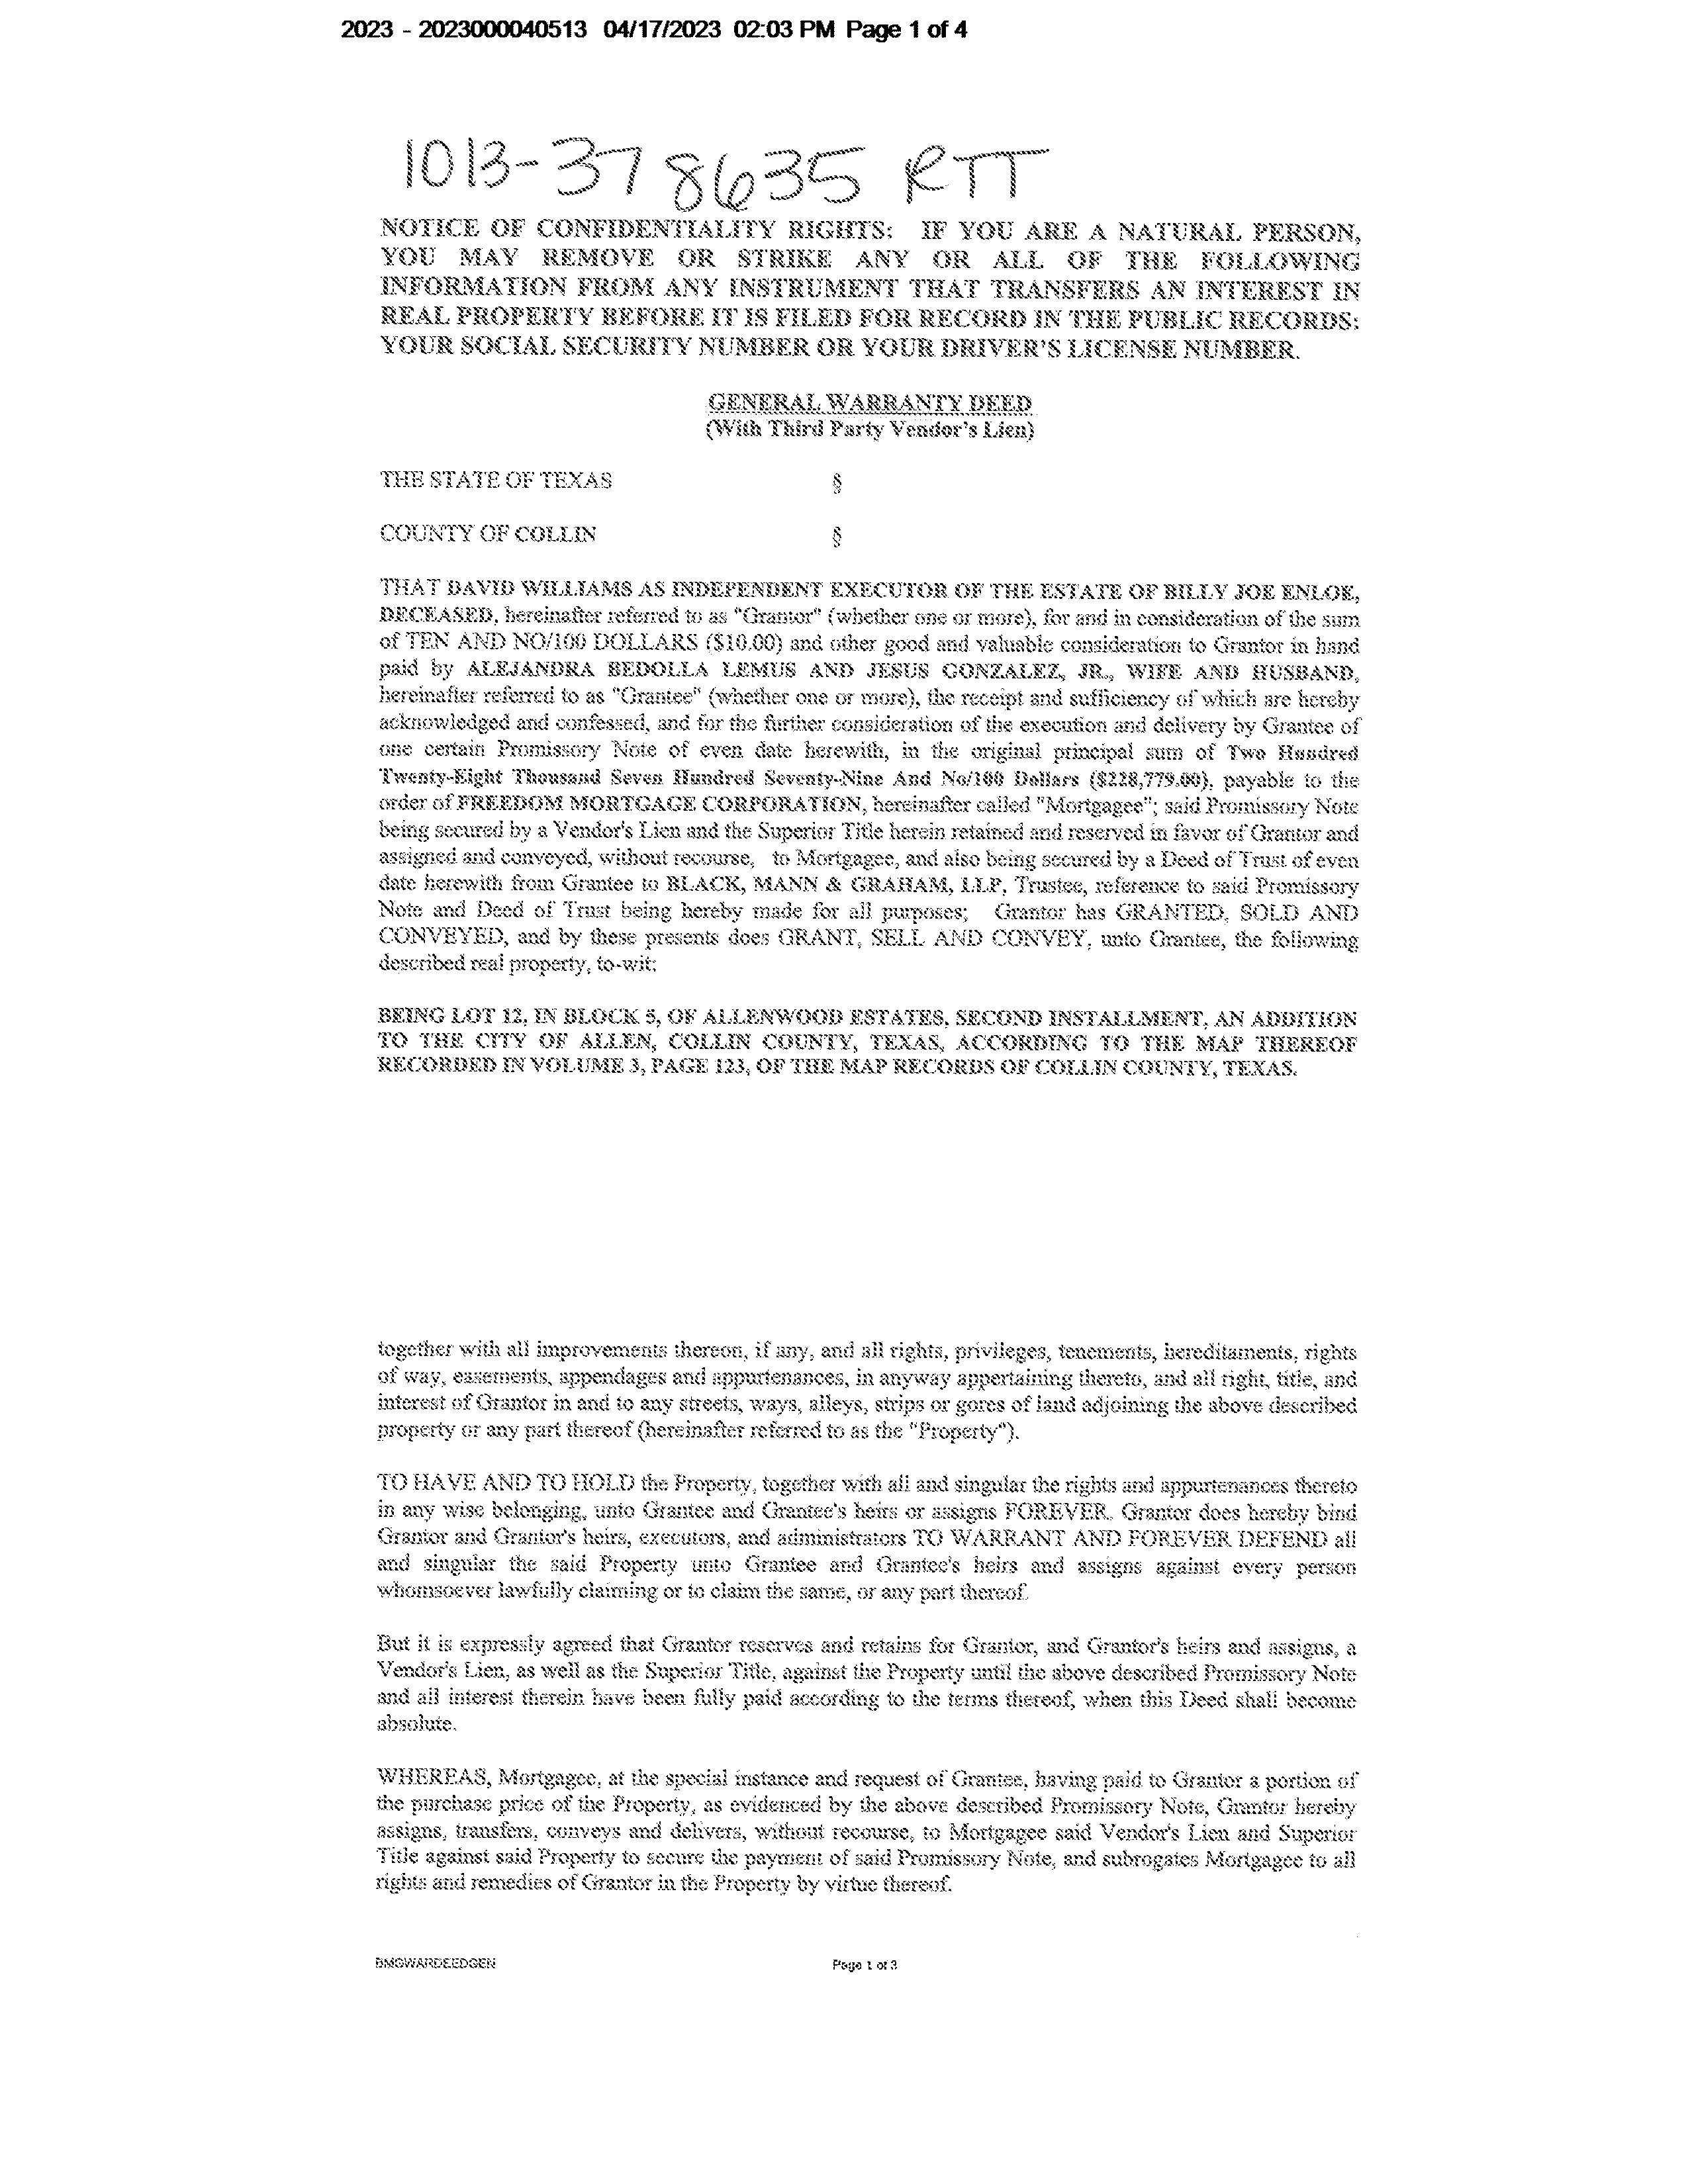 2023 - 2023000040513 04/17/2023 02:03 PM Page 1 of 4
1013-378635 RTT
NOTICE OF CONFIDENTIALITY RIGHTS: IF YOU ARE A NATURAL PERSON,
YOU MAY REMOVE OR STRIKE ANY OR ALL OF THE FOLLOWING
INFORMATION FROM ANY INSTRUMENT THAT TRANSFERS AN INTEREST IN
REAL PROPERTY BEFORE IT IS FILED FOR RECORD IN THE PUBLIC RECORDS:
YOUR SOCIAL SECURITY NUMBER OR YOUR DRIVER'S LICENSE NUMBER.
GENERAL WARRANTY DEED
(With Third Party Vendor's Lien)
THE STATE OF TEXAS §
COUNTY OF COLLIN §
THAT DAVID WILLIAMS AS INDEPENDENT EXECUTOR OF THE ESTATE OF BILLY JOE ENLOE,
DECEASED, hereinafter referred to as "Grantor" (whether one or more), for and in consideration of the sum
of TEN AND NO/100 DOLLARS ($10.00) and other good and valuable consideration to Grantor in hand
paid by ALEJANDRA BEDOLLA LEMUS AND JESUS GONZALEZ, JR., WIFE AND HUSBAND,
hereinafter referred to as "Grantee" (whether one or more), the receipt and sufficiency of which are hereby
acknowledged and confessed, and for the further consideration of the execution and delivery by Grantee of
one certain Promissory Note of even date herewith, in the original principal sum of Two Hundred
Twenty-Eight Thousand Seven Hundred Seventy-Nine And No/100 Dollars ($228,779.00), payable to the
order of FREEDOM MORTGAGE CORPORATION, hereinafter called "Mortgagee"; said Promissory Note
being secured by a Vendor's Lien and the Superior Title herein retained and reserved in favor of Grantor and
assigned and conveyed, without recourse, to Mortgagee, and also being secured by a Deed of Trust of even
date herewith from Grantee to BLACK, MANN & GRAHAM, LLP, Trustee, reference to said Promissory
Note and Deed of Trust being hereby made for all purposes; Grantor has GRANTED, SOLD AND
CONVEYED, and by these presents does GRANT, SELL AND CONVEY, unto Grantee, the following
described real property, to-wit:
BEING LOT 12, IN BLOCK 5, OF ALLENWOOD ESTATES, SECOND INSTALLMENT, AN ADDITION
TO THE CITY OF ALLEN, COLLIN COUNTY, TEXAS, ACCORDING TO THE MAP THEREOF
RECORDED IN VOLUME 3, PAGE 123, OF THE MAP RECORDS OF COLLIN COUNTY, TEXAS.
together with all improvements thereon, if any, and all rights, privileges, tenements, hereditaments, rights
of way, easements, appendages and appurtenances, in anyway appertaining thereto, and all right, title, and
interest of Grantor in and to any streets, ways, alleys, strips or gores of land adjoining the above described
property or any part thereof (hereinafter referred to as the "Property").
TO HAVE AND TO HOLD the Property, together with all and singular the rights and appurtenances thereto
in any wise belonging, unto Grantee and Grantee's heirs or assigns FOREVER. Grantor does hereby bind
Grantor and Grantor's heirs, executors, and administrators TO WARRANT AND FOREVER DEFEND all
and singular the said Property unto Grantee and Grantee's heirs and assigns against every person
whomsoever lawfully claiming or to claim the same, or any part thereof.
But it is expressly agreed that Grantor reserves and retains for Grantor, and Grantor's heirs and assigns, a
Vendor's Lien, as well as the Superior Title, against the Property until the above described Promissory Note
and all interest therein have been fully paid according to the terms thereof, when this Deed shall become
absolute.
WHEREAS, Mortgagee, at the special instance and request of Grantee, having paid to Grantor a portion of
the purchase price of the Property, as evidenced by the above described Promissory Note, Grantor hereby
assigns, transfers, conveys and delivers, without recourse, to Mortgagee said Vendor's Lien and Superior
Title against said Property to secure the payment of said Promissory Note, and subrogates Mortgagee to all
rights and remedies of Grantor in the Property by virtue thereof.
BMGWARDEEDGEN Page 1 of 3